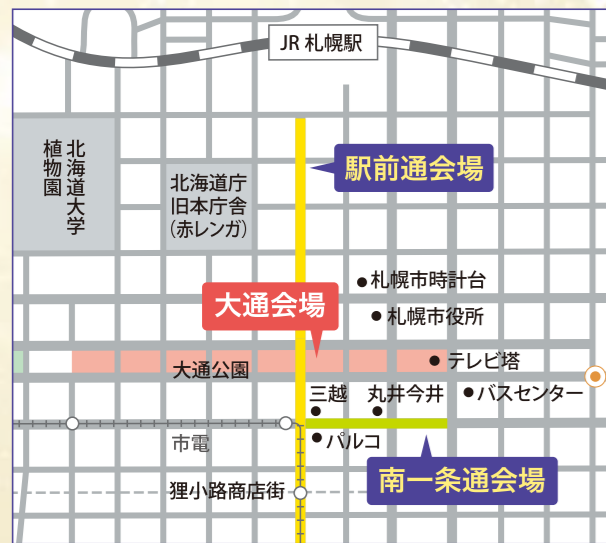 JR 札幌駅
北海道大学
植物園
北海道庁
旧本庁舎
(赤レンガ)
駅前通会場
札幌市時計台
大通会場
札幌市役所
テレビ塔
大通公園
三越
丸井今井
バスセンター
市電
パルコ
南一条通会場
狸小路商店街